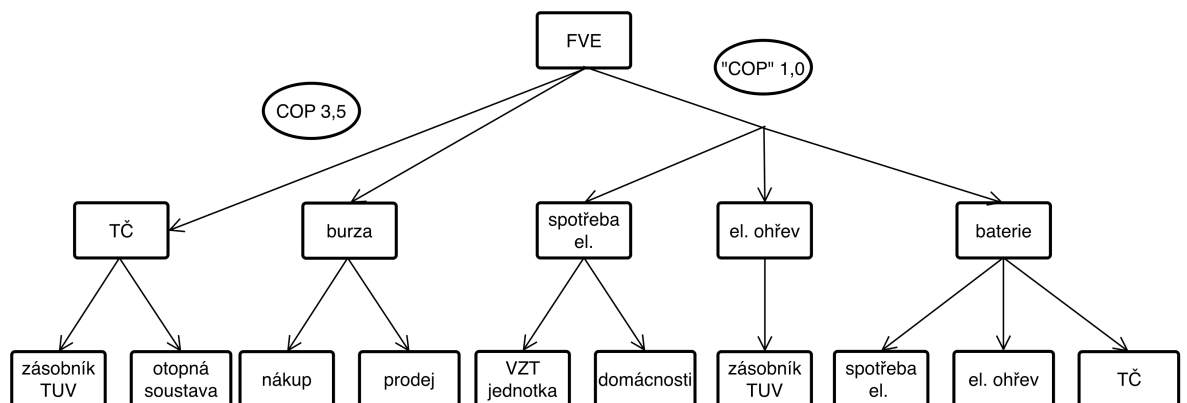 FVE
"COP" 1,0
COP 3,5
TČ
burza
spotřeba
el.
el. ohřev
baterie
zásobník
TUV
otopná
soustava
nákup
prodej
VZT
jednotka
domácnosti
zásobník
TUV
spotřeba
el.
el. ohřev
TČ